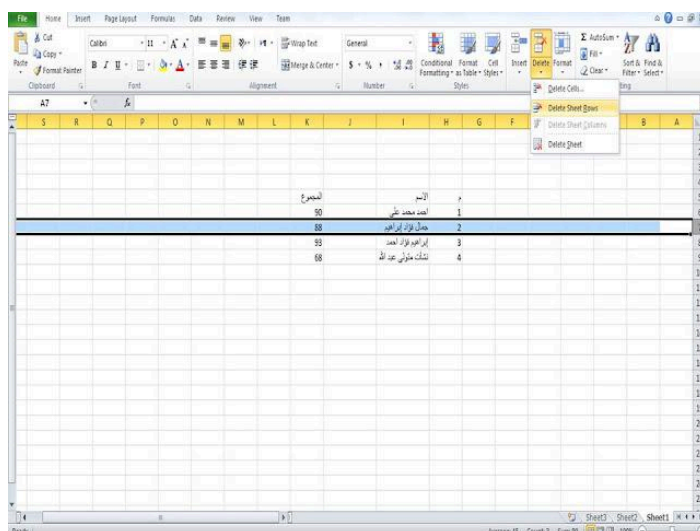 File Home Insert Page Layout Formulas Data Review View Team
Cut
Copy
Format Painter
Paste
Clipboard
Calibri 11
B I U
Font
Wrap Text
Merge & Center
Alignment
General
$ % ,
Number
Conditional Formatting
Format as Table
Cell Styles
Styles
Insert Delete Format
AutoSum
Fill
Clear
Sort & Filter
Find & Select
Delete Cells...
Delete Sheet Rows
Delete Sheet Columns
Delete Sheet
A7 fx
S R Q P O N M L K J I H G F B A
م الاسم المجموع
1 احمد محمد علي 90
2 جمال فؤاد إبراهيم 88
3 إبراهيم فؤاد احمد 93
4 نشأت متولى عبد الله 68
Sheet3 Sheet2 Sheet1